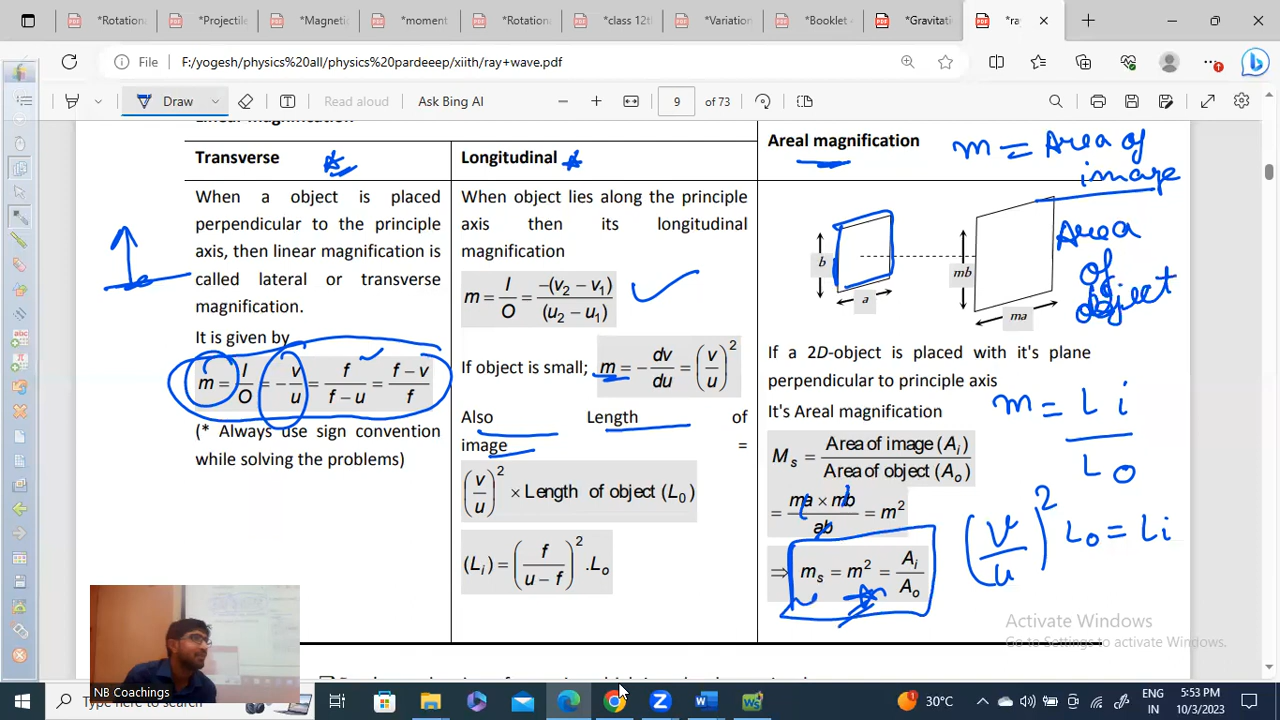 *Rotation
*Projectile
*Magnetic
*moment
*Rotation
*class 12th
*Variation
*Booklet
*Gravitati
*ra
File
F:/yogesh/physics%20all/physics%20pardeeep/xiith/ray+wave.pdf
Draw
Read aloud
Ask Bing AI
9 of 73
Transverse
When a object is placed
perpendicular to the principle
axis, then linear magnification is
called lateral or transverse
magnification.
It is given by
m = I/O = -v/u = f/(f-u) = (f-v)/f
(* Always use sign convention
while solving the problems)
Longitudinal
When object lies along the principle
axis then its longitudinal
magnification
m = I/O = -(v₂ - v₁)/(u₂ - u₁)
If object is small; m = -dv/du = (v/u)²
Also Length of
image =
(v/u)² × Length of object (L₀)
(Lᵢ) = (f/(u-f))² .Lₒ
Areal magnification
m = Area of
image
Area
of
object
b
a
mb
ma
If a 2D-object is placed with it's plane
perpendicular to principle axis
It's Areal magnification
m = L i
L o
Mₛ = Area of image (Aᵢ)/Area of object (Aₒ)
= ma × mb/ab = m²
⇒ mₛ = m² = Aᵢ/Aₒ
(v/u)² Lo = Li
Activate Windows
Go to Settings to activate Windows.
NB Coachings
Type here to search
30°C
ENG
IN
5:53 PM
10/3/2023